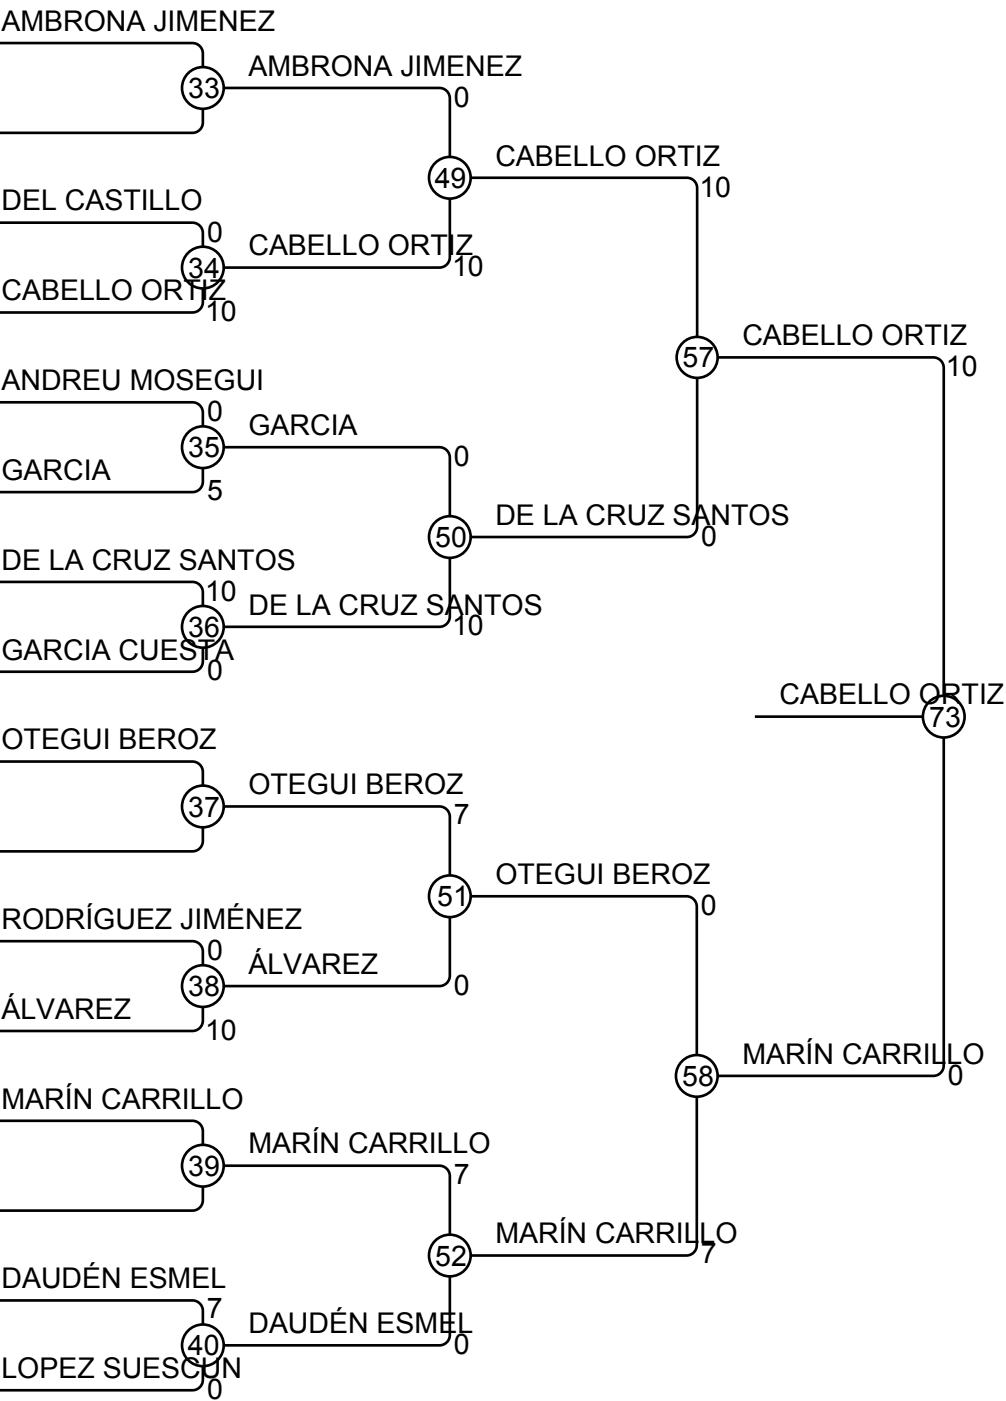 AMBRONA JIMENEZ
33
AMBRONA JIMENEZ
0
49
CABELLO ORTIZ
10
DEL CASTILLO
0
34
CABELLO ORTIZ
10
CABELLO ORTIZ
10
57
CABELLO ORTIZ
10
ANDREU MOSEGUI
0
35
GARCIA
0
GARCIA
5
50
DE LA CRUZ SANTOS
0
DE LA CRUZ SANTOS
10
36
DE LA CRUZ SANTOS
10
GARCIA CUESTA
0
CABELLO ORTIZ
73
OTEGUI BEROZ
37
OTEGUI BEROZ
7
51
OTEGUI BEROZ
0
RODRÍGUEZ JIMÉNEZ
0
38
ÁLVAREZ
0
ÁLVAREZ
10
58
MARÍN CARRILLO
0
MARÍN CARRILLO
39
MARÍN CARRILLO
7
52
MARÍN CARRILLO
7
DAUDÉN ESMEL
7
40
DAUDÉN ESMEL
0
LOPEZ SUESCUN
0